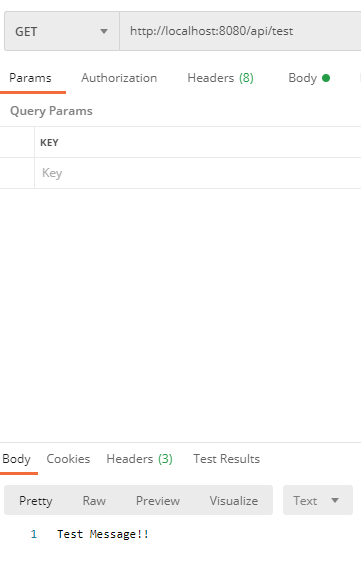 GET http://localhost:8080/api/test
Params Authorization Headers (8) Body
Query Params
KEY
Key
Body Cookies Headers (3) Test Results
Pretty Raw Preview Visualize Text
1 Test Message!!